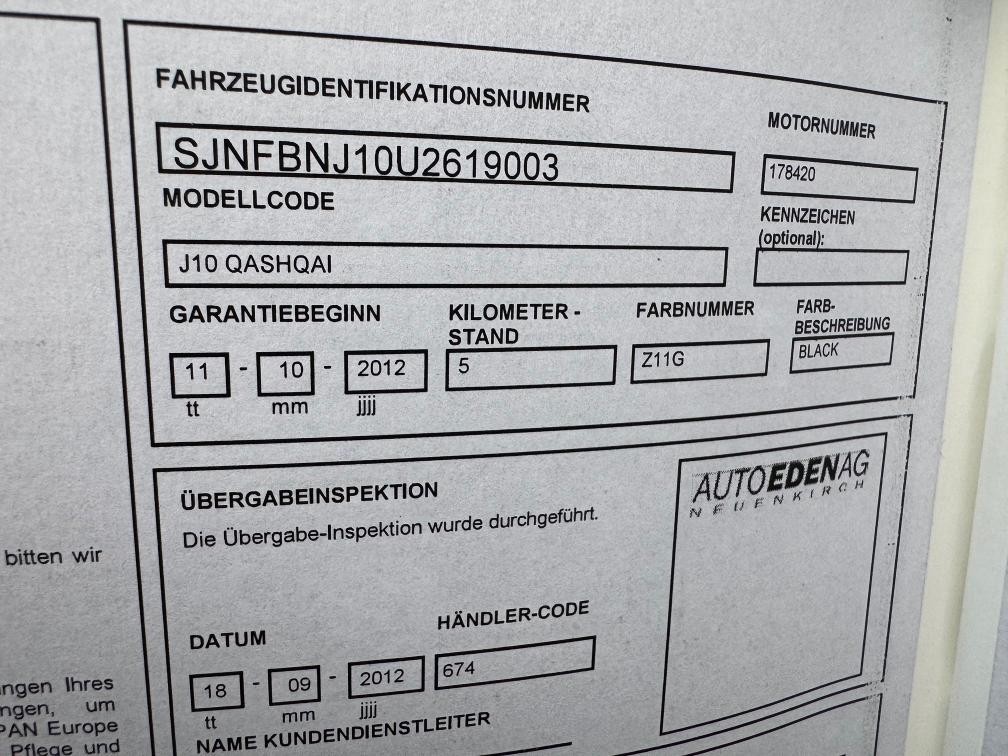 FAHRZEUGIDENTIFIKATIONSNUMMER
SJNFBNJ10U2619003
MOTORNUMMER
178420
MODELLCODE
J10 QASHQAI
KENNZEICHEN
(optional):
GARANTIEBEGINN
11 - 10 - 2012
tt mm jjjj
KILOMETER -
STAND
5
FARBNUMMER
Z11G
FARB-
BESCHREIBUNG
BLACK
ÜBERGABEINSPEKTION
Die Übergabe-Inspektion wurde durchgeführt.
AUTOEDENAG
NEUENKIRCH
DATUM
18 - 09 - 2012
tt mm jjjj
HÄNDLER-CODE
674
NAME KUNDENDIENSTLEITER
bitten wir
ngen Ihres
ngen, um
PAN Europe
Pflege und